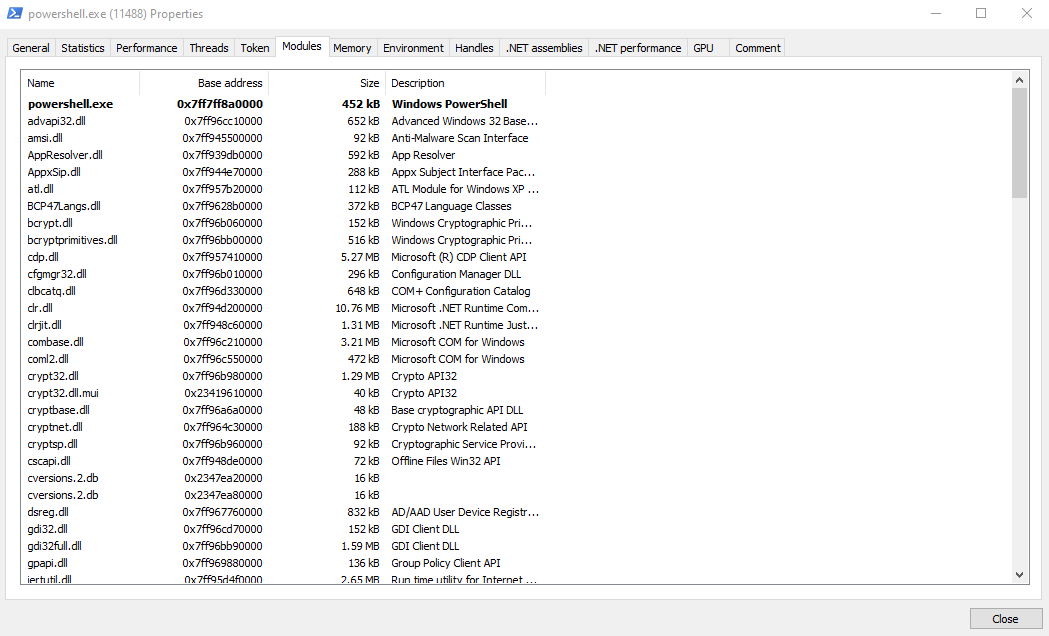 powershell.exe (11488) Properties
General Statistics Performance Threads Token Modules Memory Environment Handles .NET assemblies .NET performance GPU Comment
Name Base address Size Description
powershell.exe 0x7ff7ff8a0000 452 kB Windows PowerShell
advapi32.dll 0x7ff96cc10000 652 kB Advanced Windows 32 Base...
amsi.dll 0x7ff945500000 92 kB Anti-Malware Scan Interface
AppResolver.dll 0x7ff939db0000 592 kB App Resolver
AppxSip.dll 0x7ff944e70000 288 kB Appx Subject Interface Pac...
atl.dll 0x7ff957b20000 112 kB ATL Module for Windows XP ...
BCP47Langs.dll 0x7ff9628b0000 372 kB BCP47 Language Classes
bcrypt.dll 0x7ff96b060000 152 kB Windows Cryptographic Pri...
bcryptprimitives.dll 0x7ff96bb00000 516 kB Windows Cryptographic Pri...
cdp.dll 0x7ff957410000 5.27 MB Microsoft (R) CDP Client API
cfgmgr32.dll 0x7ff96b010000 296 kB Configuration Manager DLL
clbcatq.dll 0x7ff96d330000 648 kB COM+ Configuration Catalog
clr.dll 0x7ff94d200000 10.76 MB Microsoft .NET Runtime Com...
clrjit.dll 0x7ff948c60000 1.31 MB Microsoft .NET Runtime Just...
combase.dll 0x7ff96c210000 3.21 MB Microsoft COM for Windows
coml2.dll 0x7ff96c550000 472 kB Microsoft COM for Windows
crypt32.dll 0x7ff96b980000 1.29 MB Crypto API32
crypt32.dll.mui 0x23419610000 40 kB Crypto API32
cryptbase.dll 0x7ff96a6a0000 48 kB Base cryptographic API DLL
cryptnet.dll 0x7ff964c30000 188 kB Crypto Network Related API
cryptsp.dll 0x7ff96b960000 92 kB Cryptographic Service Provi...
cscapi.dll 0x7ff948de0000 72 kB Offline Files Win32 API
cversions.2.db 0x2347ea20000 16 kB
cversions.2.db 0x2347ea80000 16 kB
dsreg.dll 0x7ff967760000 832 kB AD/AAD User Device Registr...
gdi32.dll 0x7ff96cd70000 152 kB GDI Client DLL
gdi32full.dll 0x7ff96bb90000 1.59 MB GDI Client DLL
gpapi.dll 0x7ff969880000 136 kB Group Policy Client API
iertutil.dll 0x7ff95d4f0000 2.65 MB Run time utility for Internet ...
Close